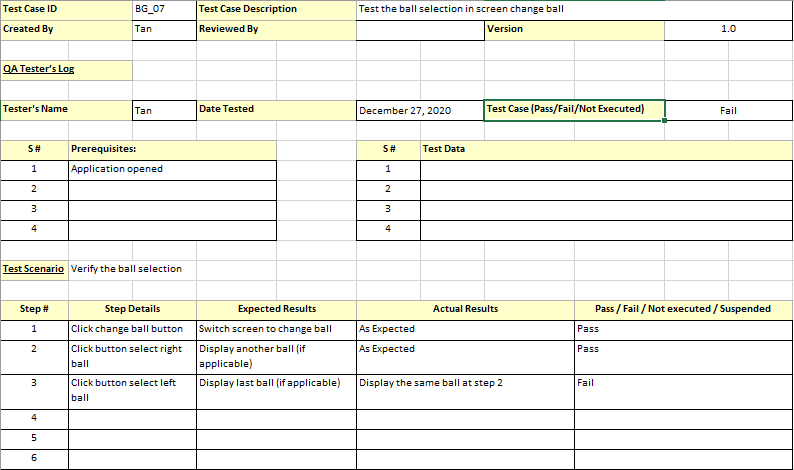 Test Case ID BG_07 Test Case Description Test the ball selection in screen change ball
Created By Tan Reviewed By Version 1.0
QA Tester's Log
Tester's Name Tan Date Tested December 27, 2020 Test Case (Pass/Fail/Not Executed) Fail
S # Prerequisites: S # Test Data
1 Application opened 1
2 2
3 3
4 4
Test Scenario Verify the ball selection
Step # Step Details Expected Results Actual Results Pass / Fail / Not executed / Suspended
1 Click change ball button Switch screen to change ball As Expected Pass
2 Click button select right Display another ball (if As Expected Pass
ball applicable)
3 Click button select left Display last ball (if applicable) Display the same ball at step 2 Fail
ball
4
5
6